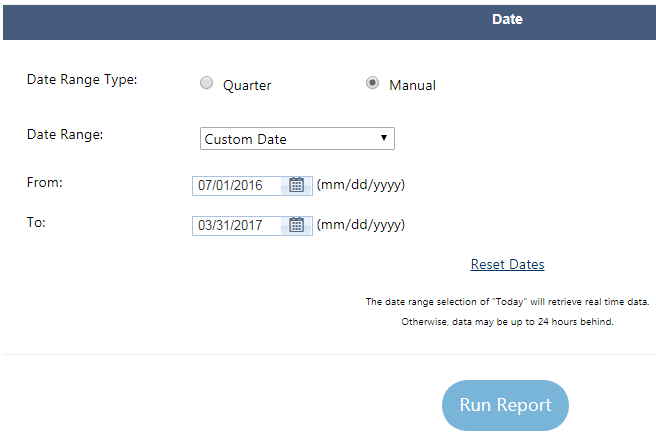 Date
Date Range Type: Quarter Manual
Date Range: Custom Date
From: 07/01/2016 (mm/dd/yyyy)
To: 03/31/2017 (mm/dd/yyyy)
Reset Dates
The date range selection of "Today" will retrieve real time data.
Otherwise, data may be up to 24 hours behind.
Run Report